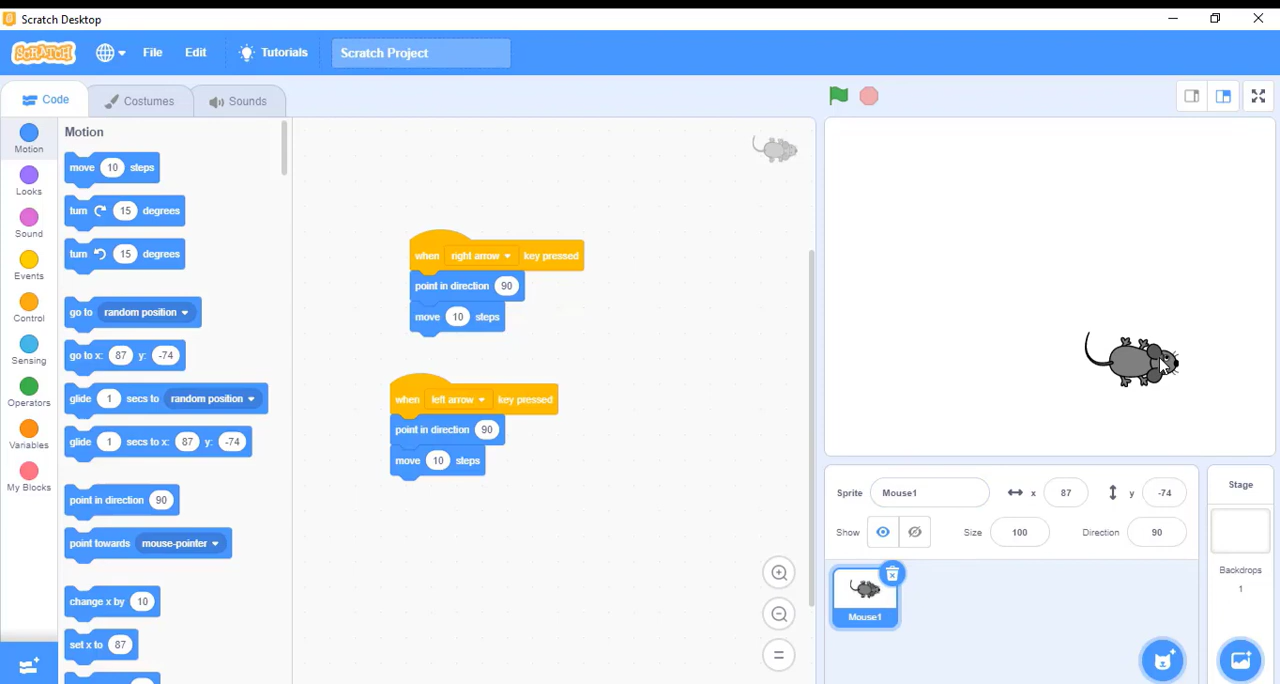 Scratch Desktop
SCRATCH File Edit Tutorials Scratch Project
Code Costumes Sounds
Motion
Looks
Sound
Events
Control
Sensing
Operators
Variables
My Blocks
Motion
move 10 steps
turn 15 degrees
turn 15 degrees
go to random position
go to x: 87 y: -74
glide 1 secs to random position
glide 1 secs to x: 87 y: -74
point in direction 90
point towards mouse-pointer
change x by 10
set x to 87
when right arrow key pressed
point in direction 90
move 10 steps
when left arrow key pressed
point in direction 90
move 10 steps
Sprite Mouse1 x 87 y -74
Show Size 100 Direction 90
Mouse1
Stage
Backdrops
1